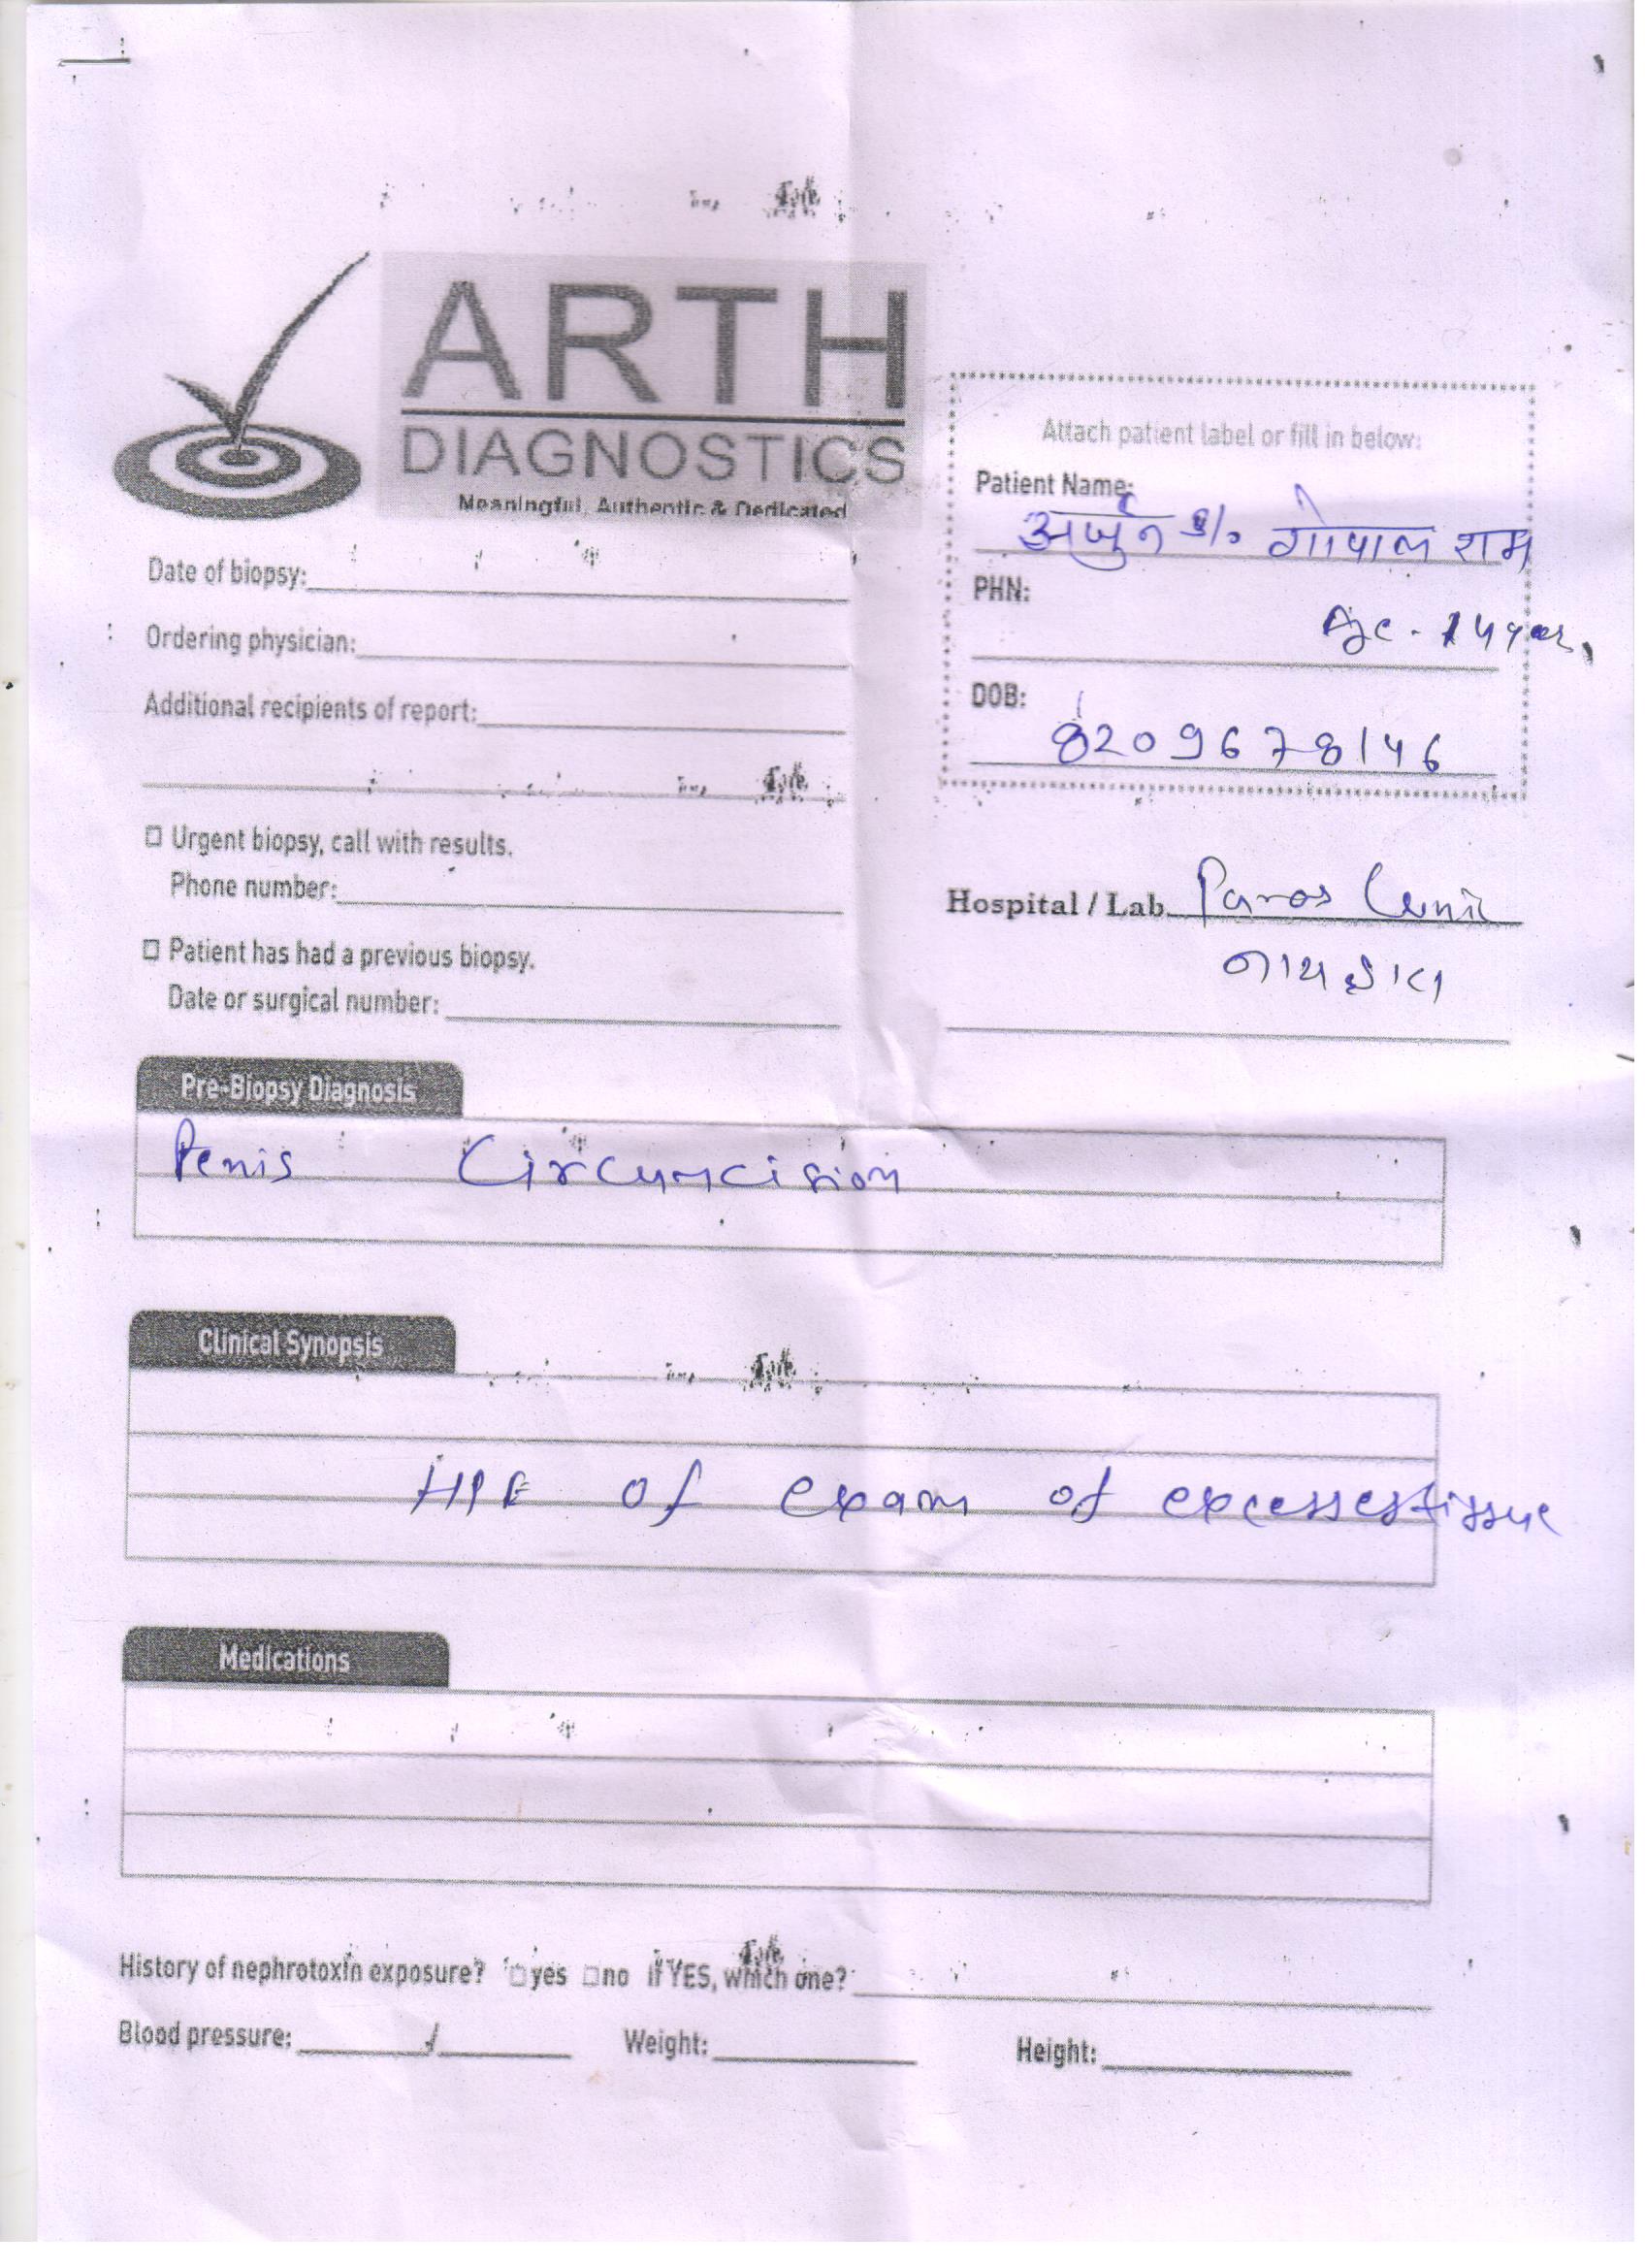 ARTH
DIAGNOSTICS
Meaningful, Authentic & Dedicated
Attach patient label or fill in below:
Patient Name:
अर्जुन S/o गोपाल राम
PHN:
Age - 14 year,
DOB:
8209678146
Date of biopsy:
Ordering physician:
Additional recipients of report:
Urgent biopsy, call with results.
Phone number:
Patient has had a previous biopsy.
Date or surgical number:
Hospital / Lab. Paras Clinic
Pre-Biopsy Diagnosis
Penis Circumcision
Clinical Synopsis
HPE of exam of excesses tissue
Medications
History of nephrotoxin exposure? yes no If YES, which one?
Blood pressure: / Weight: Height: